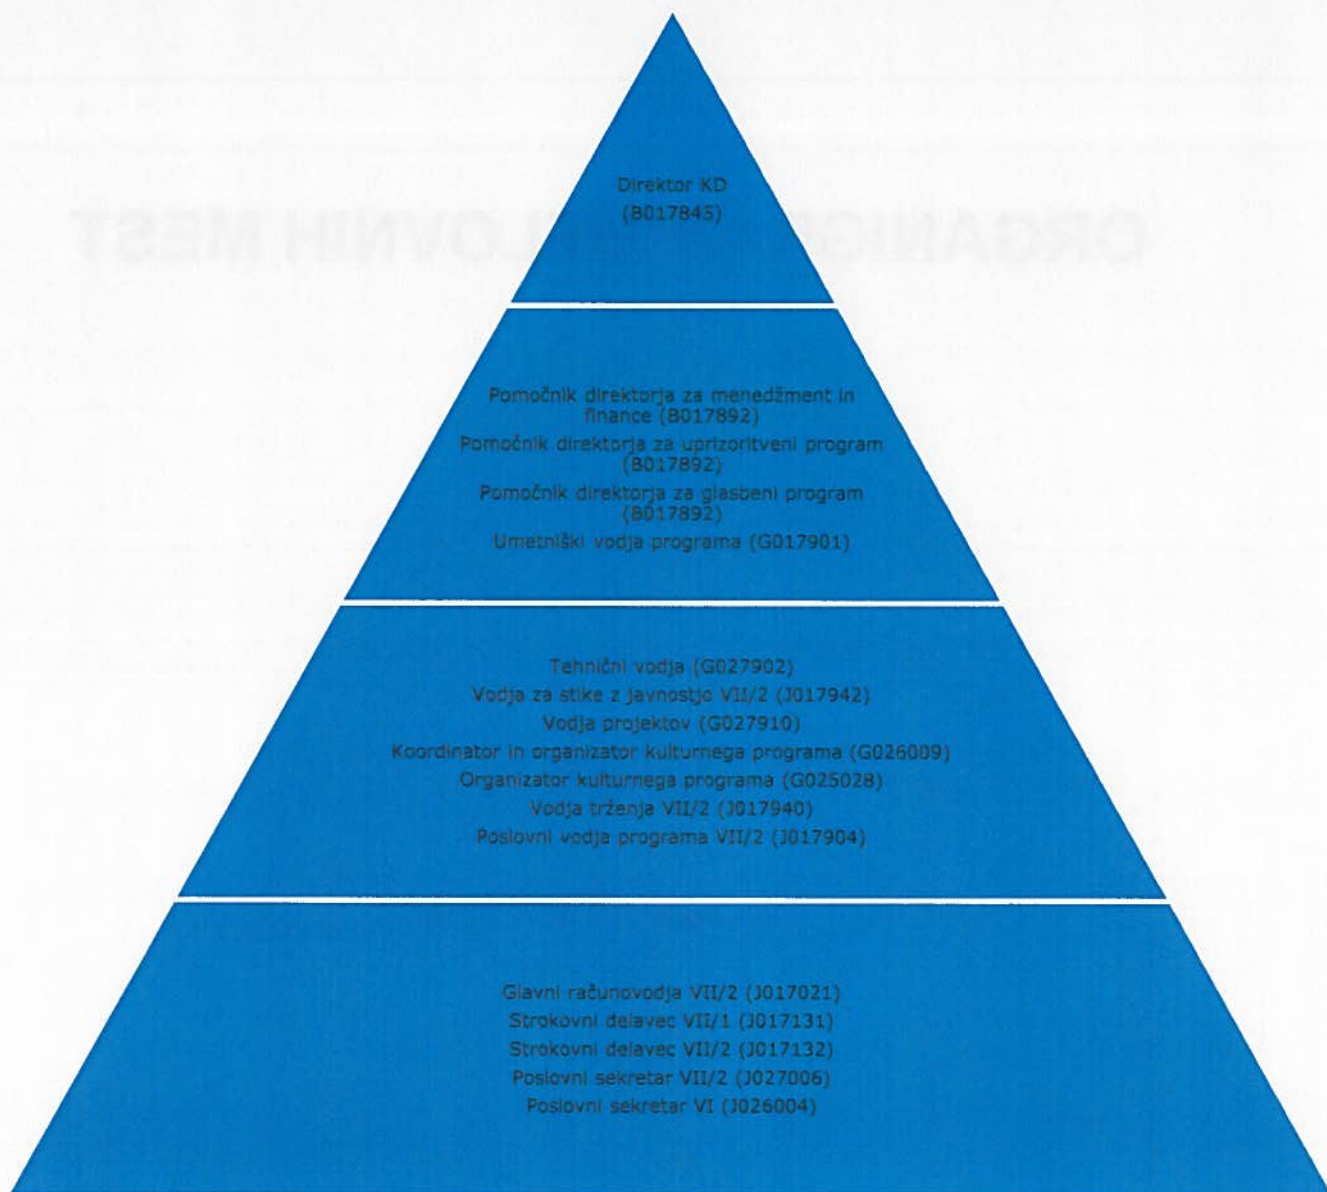 Direktor KD
(B017845)
Pomočnik direktorja za menedžment in
finance (B017892)
Pomočnik direktorja za uprizoritveni program
(B017892)
Pomočnik direktorja za glasbeni program
(B017892)
Umetniški vodja programa (G017901)
Tehnični vodja (G027902)
Vodja za stike z javnostjo VII/2 (J017942)
Vodja projektov (G027910)
Koordinator in organizator kulturnega programa (G026009)
Organizator kulturnega programa (G025028)
Vodja trženja VII/2 (J017940)
Poslovni vodja programa VII/2 (J017904)
Glavni računovodja VII/2 (J017021)
Strokovni delavec VII/1 (J017131)
Strokovni delavec VII/2 (J017132)
Poslovni sekretar VII/2 (J027006)
Poslovni sekretar VI (J026004)